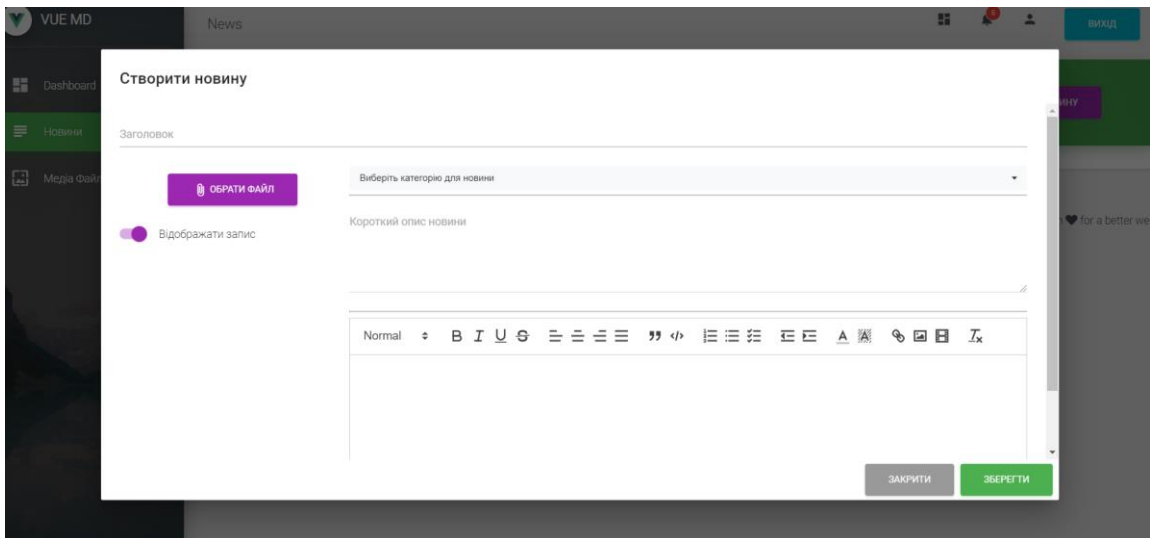 VUE MD
News
ВИХІД
Dashboard
Новини
Медіа Файл
ИНУ
for a better we
Створити новину
Заголовок
ОБРАТИ ФАЙЛ
Виберіть категорію для новини
Відображати запис
Короткий опис новини
Normal
ЗАКРИТИ
ЗБЕРЕГТИ